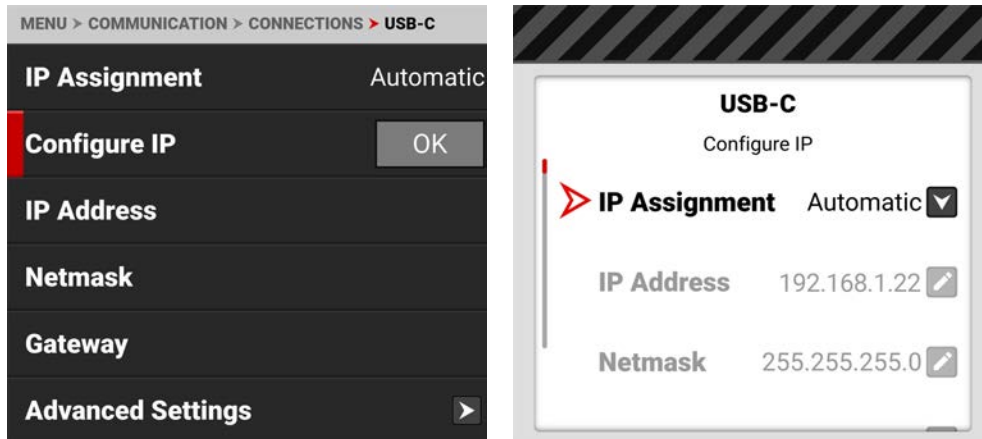 MENU > COMMUNICATION > CONNECTIONS > USB-C
IP Assignment Automatic
Configure IP OK
IP Address
Netmask
Gateway
Advanced Settings
USB-C
Configure IP
IP Assignment Automatic
IP Address 192.168.1.22
Netmask 255.255.255.0